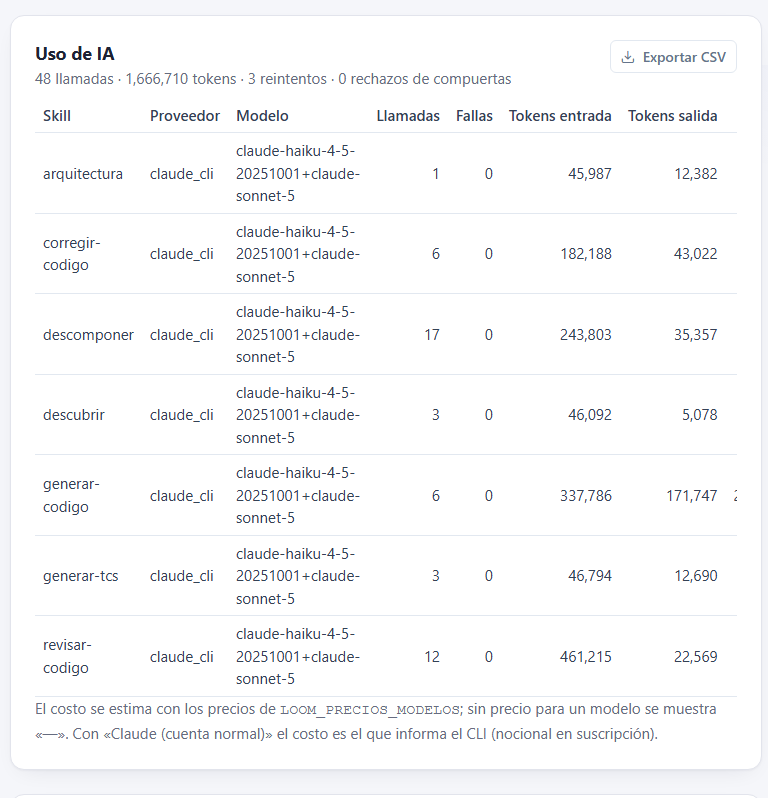 Uso de IA
Exportar CSV
48 llamadas · 1,666,710 tokens · 3 reintentos · 0 rechazos de compuertas
Skill Proveedor Modelo Llamadas Fallas Tokens entrada Tokens salida
arquitectura claude_cli claude-haiku-4-5-
20251001+claude-
sonnet-5 1 0 45,987 12,382
corregir-
codigo claude_cli claude-haiku-4-5-
20251001+claude-
sonnet-5 6 0 182,188 43,022
descomponer claude_cli claude-haiku-4-5-
20251001+claude-
sonnet-5 17 0 243,803 35,357
descubrir claude_cli claude-haiku-4-5-
20251001+claude-
sonnet-5 3 0 46,092 5,078
generar-
codigo claude_cli claude-haiku-4-5-
20251001+claude-
sonnet-5 6 0 337,786 171,747
generar-tcs claude_cli claude-haiku-4-5-
20251001+claude-
sonnet-5 3 0 46,794 12,690
revisar-
codigo claude_cli claude-haiku-4-5-
20251001+claude-
sonnet-5 12 0 461,215 22,569
El costo se estima con los precios de LOOM_PRECIOS_MODELOS; sin precio para un modelo se muestra
«—». Con «Claude (cuenta normal)» el costo es el que informa el CLI (nocional en suscripción).